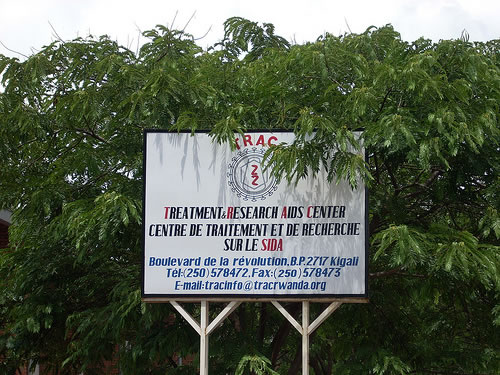 TRAC
TREATMENT & RESEARCH AIDS CENTER
CENTRE DE TRAITEMENT ET DE RECHERCHE
SUR LE SIDA
Boulevard de la révolution, B.P. 2717 Kigali
Tél:(250) 578472, Fax:(250) 578473
E-mail:tracinfo@tracrwanda.org